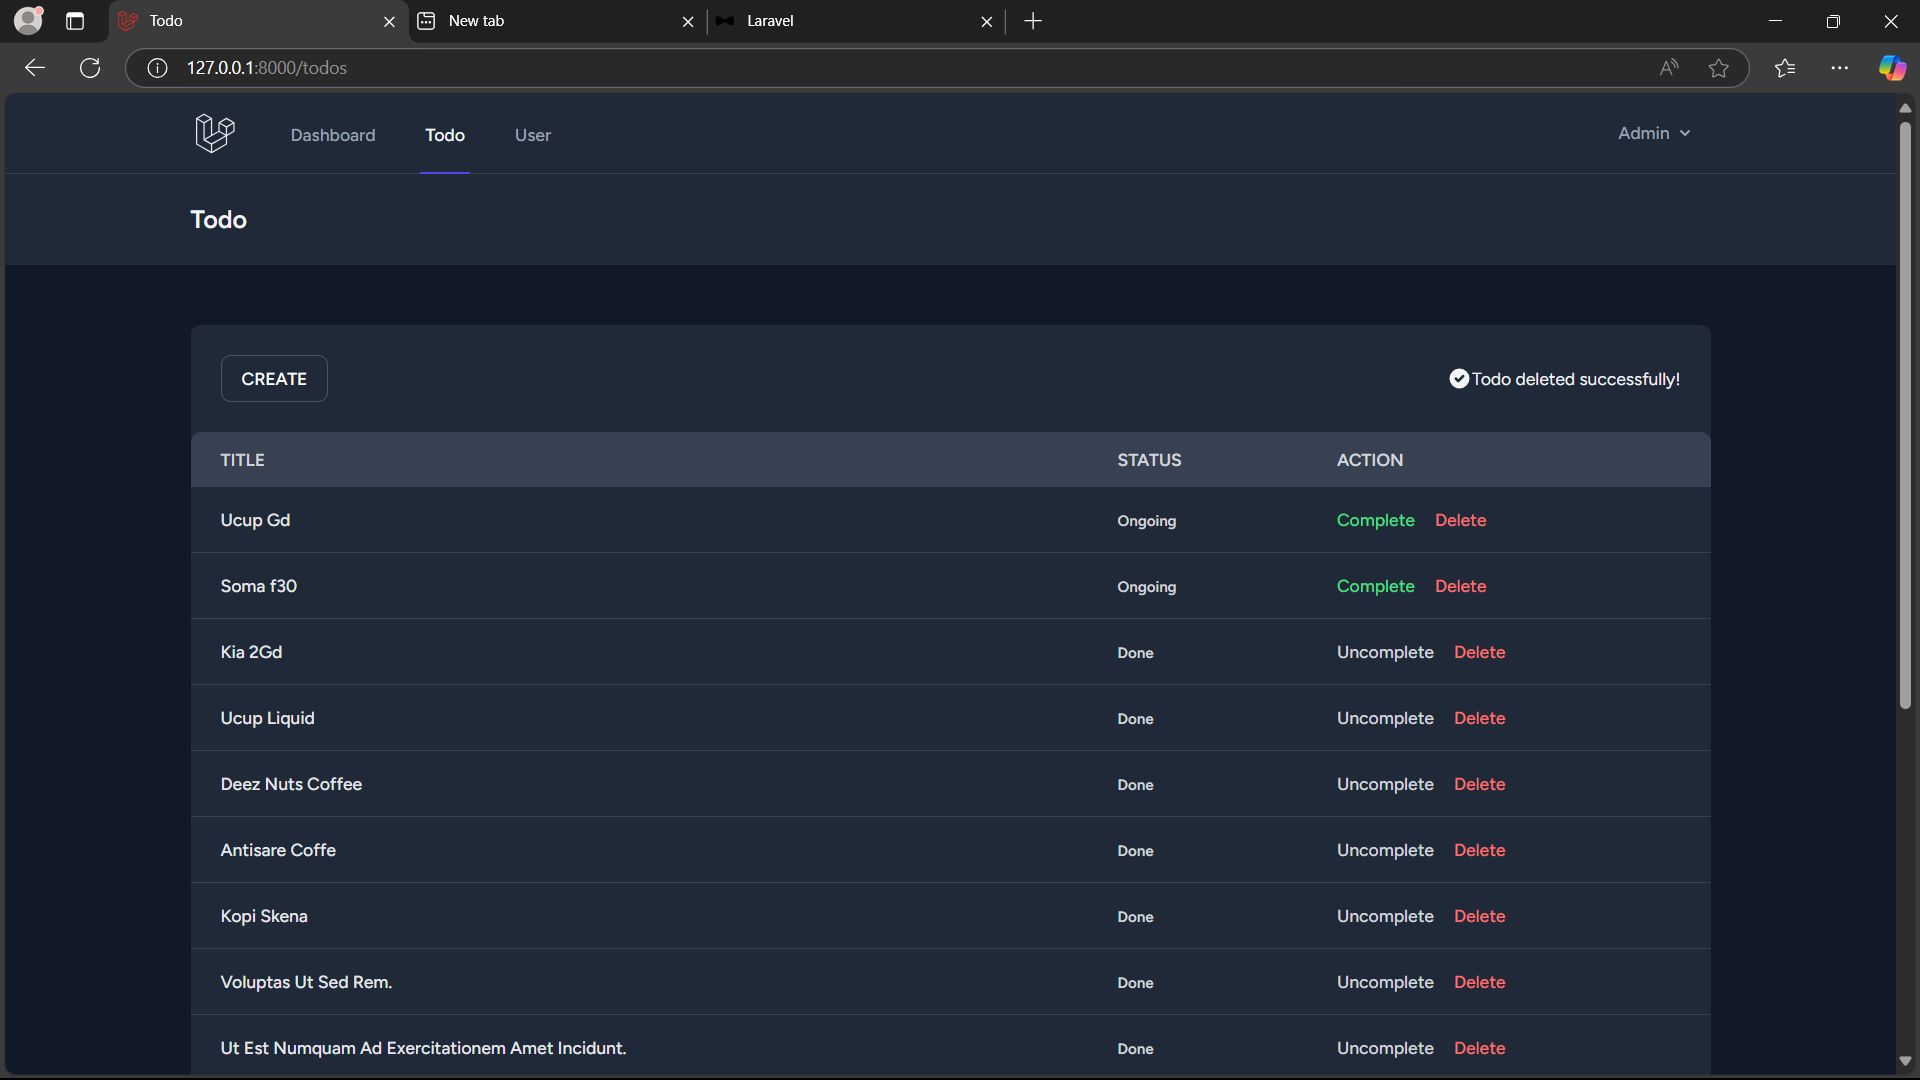 Todo
New tab
Laravel
127.0.0.1:8000/todos
Dashboard
Todo
User
Admin
Todo
CREATE
Todo deleted successfully!
TITLE STATUS ACTION
Ucup Gd Ongoing Complete Delete
Soma f30 Ongoing Complete Delete
Kia 2Gd Done Uncomplete Delete
Ucup Liquid Done Uncomplete Delete
Deez Nuts Coffee Done Uncomplete Delete
Antisare Coffe Done Uncomplete Delete
Kopi Skena Done Uncomplete Delete
Voluptas Ut Sed Rem. Done Uncomplete Delete
Ut Est Numquam Ad Exercitationem Amet Incidunt. Done Uncomplete Delete